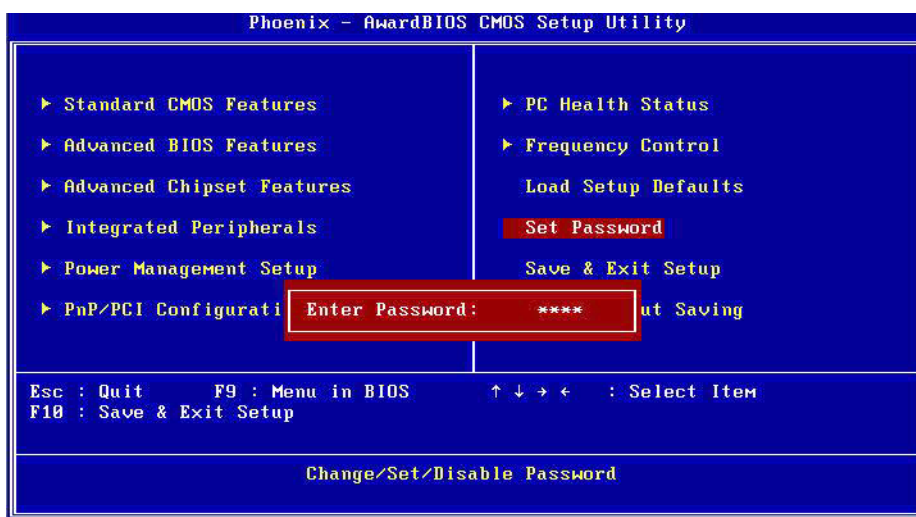 Phoenix - AwardBIOS CMOS Setup Utility
▶ Standard CMOS Features
▶ Advanced BIOS Features
▶ Advanced Chipset Features
▶ Integrated Peripherals
▶ Power Management Setup
▶ PnP/PCI Configurati
▶ PC Health Status
▶ Frequency Control
Load Setup Defaults
Set Password
Save & Exit Setup
ut Saving
Enter Password: ****
Esc : Quit F9 : Menu in BIOS ↑ ↓ → ← : Select Item
F10 : Save & Exit Setup
Change/Set/Disable Password